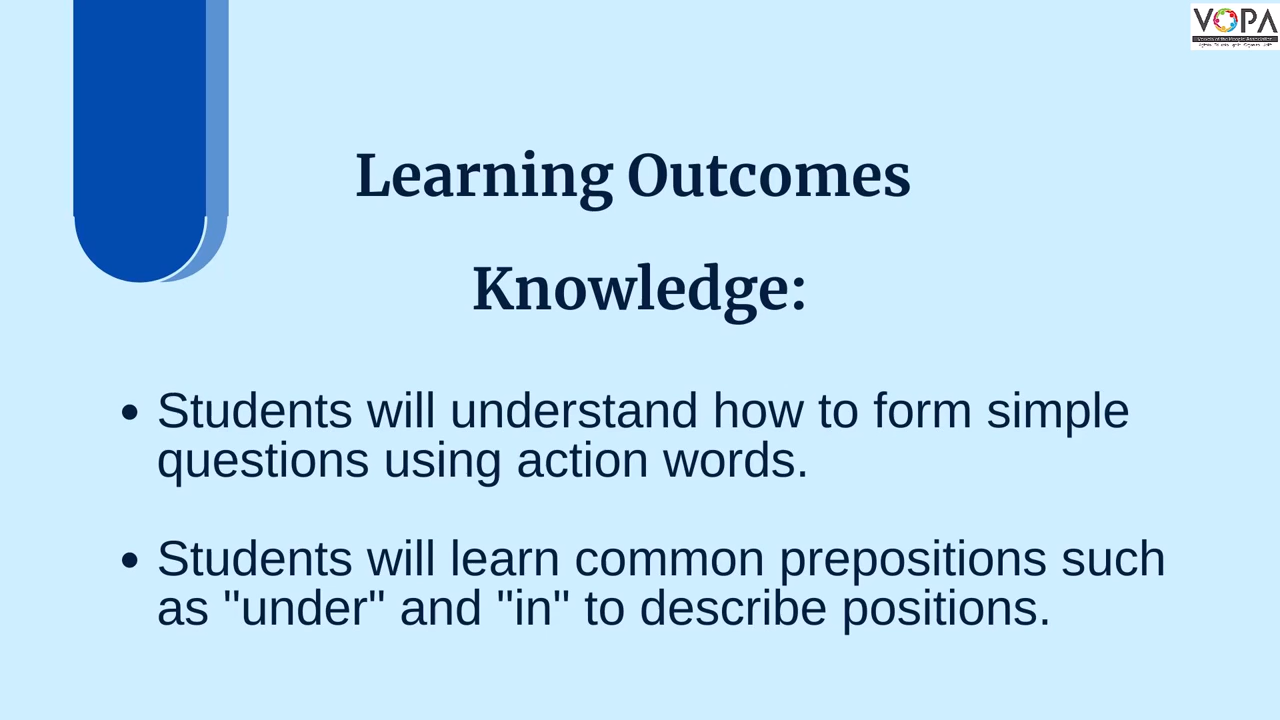 VOPA
Learning Outcomes
Knowledge:
• Students will understand how to form simple
questions using action words.
• Students will learn common prepositions such
as "under" and "in" to describe positions.